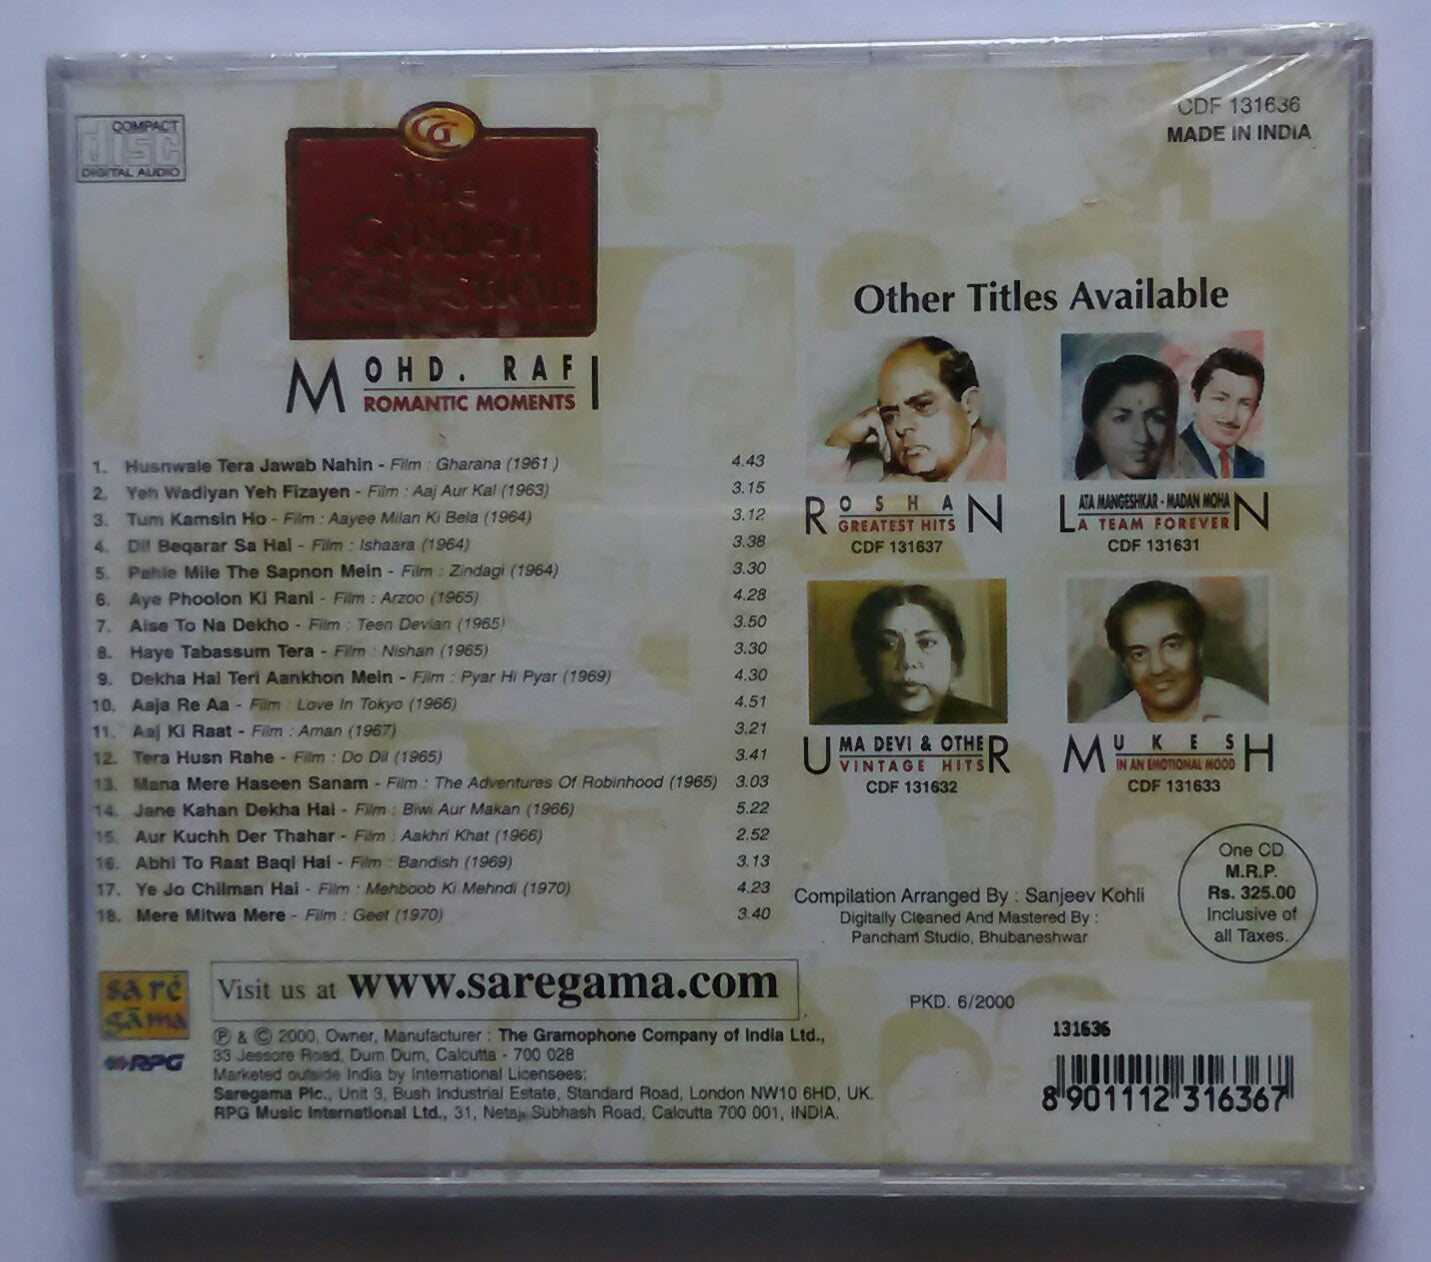 COMPACT
disc
DIGITAL AUDIO
CG
The
Golden
Collection
MOHD. RAFI
ROMANTIC MOMENTS
CDF 131636
MADE IN INDIA
1. Husnwale Tera Jawab Nahin - Film : Gharana (1961 ) 4.43
2. Yeh Wadiyan Yeh Fizayen - Film : Aaj Aur Kal (1963) 3.15
3. Tum Kamsin Ho - Film : Aayee Milan Ki Bela (1964) 3.12
4. Dil Beqarar Sa Hai - Film : Ishaara (1964) 3.38
5. Pahle Mile The Sapnon Mein - Film : Zindagi (1964) 3.30
6. Aye Phoolon Ki Rani - Film : Arzoo (1965) 4.28
7. Aise To Na Dekho - Film : Teen Devian (1965) 3.50
8. Haye Tabassum Tera - Film : Nishan (1965) 3.30
9. Dekha Hai Teri Aankhon Mein - Film : Pyar Hi Pyar (1969) 4.30
10. Aaja Re Aa - Film : Love In Tokyo (1966) 4.51
11. Aaj Ki Raat - Film : Aman (1967) 3.21
12. Tera Husn Rahe - Film : Do Dil (1965) 3.41
13. Mana Mere Haseen Sanam - Film : The Adventures Of Robinhood (1965) 3.03
14. Jane Kahan Dekha Hai - Film : Biwi Aur Makan (1966) 5.22
15. Aur Kuchh Der Thahar - Film : Aakhri Khat (1966) 2.52
16. Abhi To Raat Baqi Hai - Film : Bandish (1969) 3.13
17. Ye Jo Chilman Hai - Film : Mehboob Ki Mehndi (1970) 4.23
18. Mere Mitwa Mere - Film : Geet (1970) 3.40
Other Titles Available
ROSHAN
GREATEST HITS
CDF 131637
LATA MANGESHKAR - MADAN MOHAN
A TEAM FOREVER
CDF 131631
UMA DEVI & OTHER
VINTAGE HITS
CDF 131632
MUKESH
IN AN EMOTIONAL MOOD
CDF 131633
Compilation Arranged By : Sanjeev Kohli
Digitally Cleaned And Mastered By :
Pancham Studio, Bhubaneshwar
One CD
M.R.P.
Rs. 325.00
Inclusive of
all Taxes.
sa re
gama
RPG
Visit us at www.saregama.com
℗ & © 2000, Owner, Manufacturer : The Gramophone Company of India Ltd.,
33 Jessore Road, Dum Dum, Calcutta - 700 028
Marketed outside India by International Licensees:
Saregama Plc., Unit 3, Bush Industrial Estate, Standard Road, London NW10 6HD, UK.
RPG Music International Ltd., 31, Netaji Subhash Road, Calcutta 700 001, INDIA.
PKD. 6/2000
131636
8 901112 316367